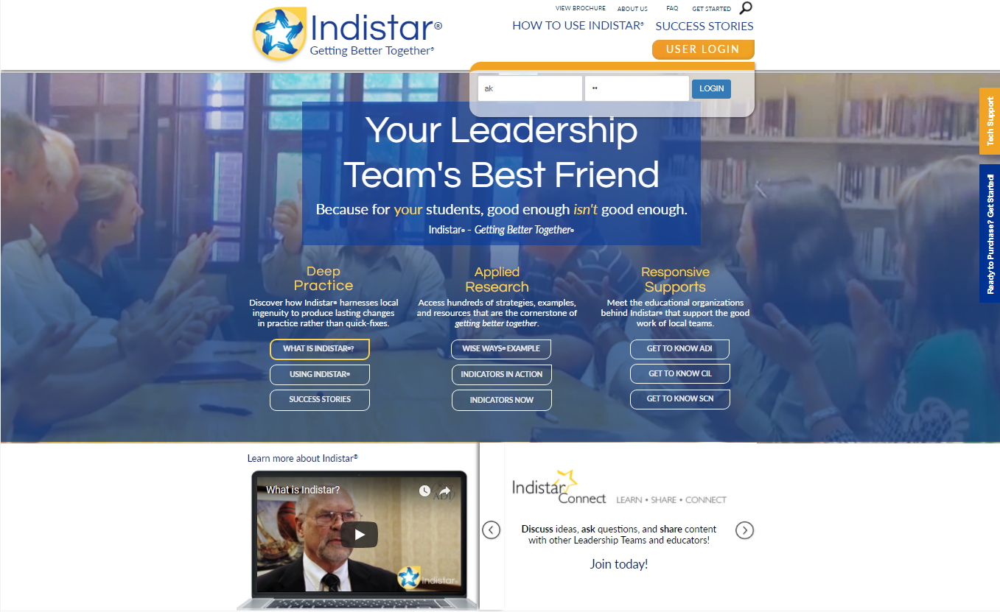 VIEW BROCHURE ABOUT US FAQ GET STARTED
Indistar®
HOW TO USE INDISTAR® SUCCESS STORIES
Getting Better Together®
USER LOGIN
ak •• LOGIN
Tech Support
Ready to Purchase? Get Started!
Your Leadership
Team's Best Friend
Because for your students, good enough isn't good enough.
Indistar® - Getting Better Together®
Deep
Practice
Discover how Indistar® harnesses local
ingenuity to produce lasting changes
in practice rather than quick-fixes.
WHAT IS INDISTAR®?
USING INDISTAR®
SUCCESS STORIES
Applied
Research
Access hundreds of strategies, examples,
and resources that are the cornerstone of
getting better together.
WISE WAYS® EXAMPLE
INDICATORS IN ACTION
INDICATORS NOW
Responsive
Supports
Meet the educational organizations
behind Indistar® that support the good
work of local teams.
GET TO KNOW ADI
GET TO KNOW CIL
GET TO KNOW SCN
Learn more about Indistar®
What is Indistar?
ADI
Indistar®
Indistar
Connect LEARN • SHARE • CONNECT
Discuss ideas, ask questions, and share content
with other Leadership Teams and educators!
Join today!